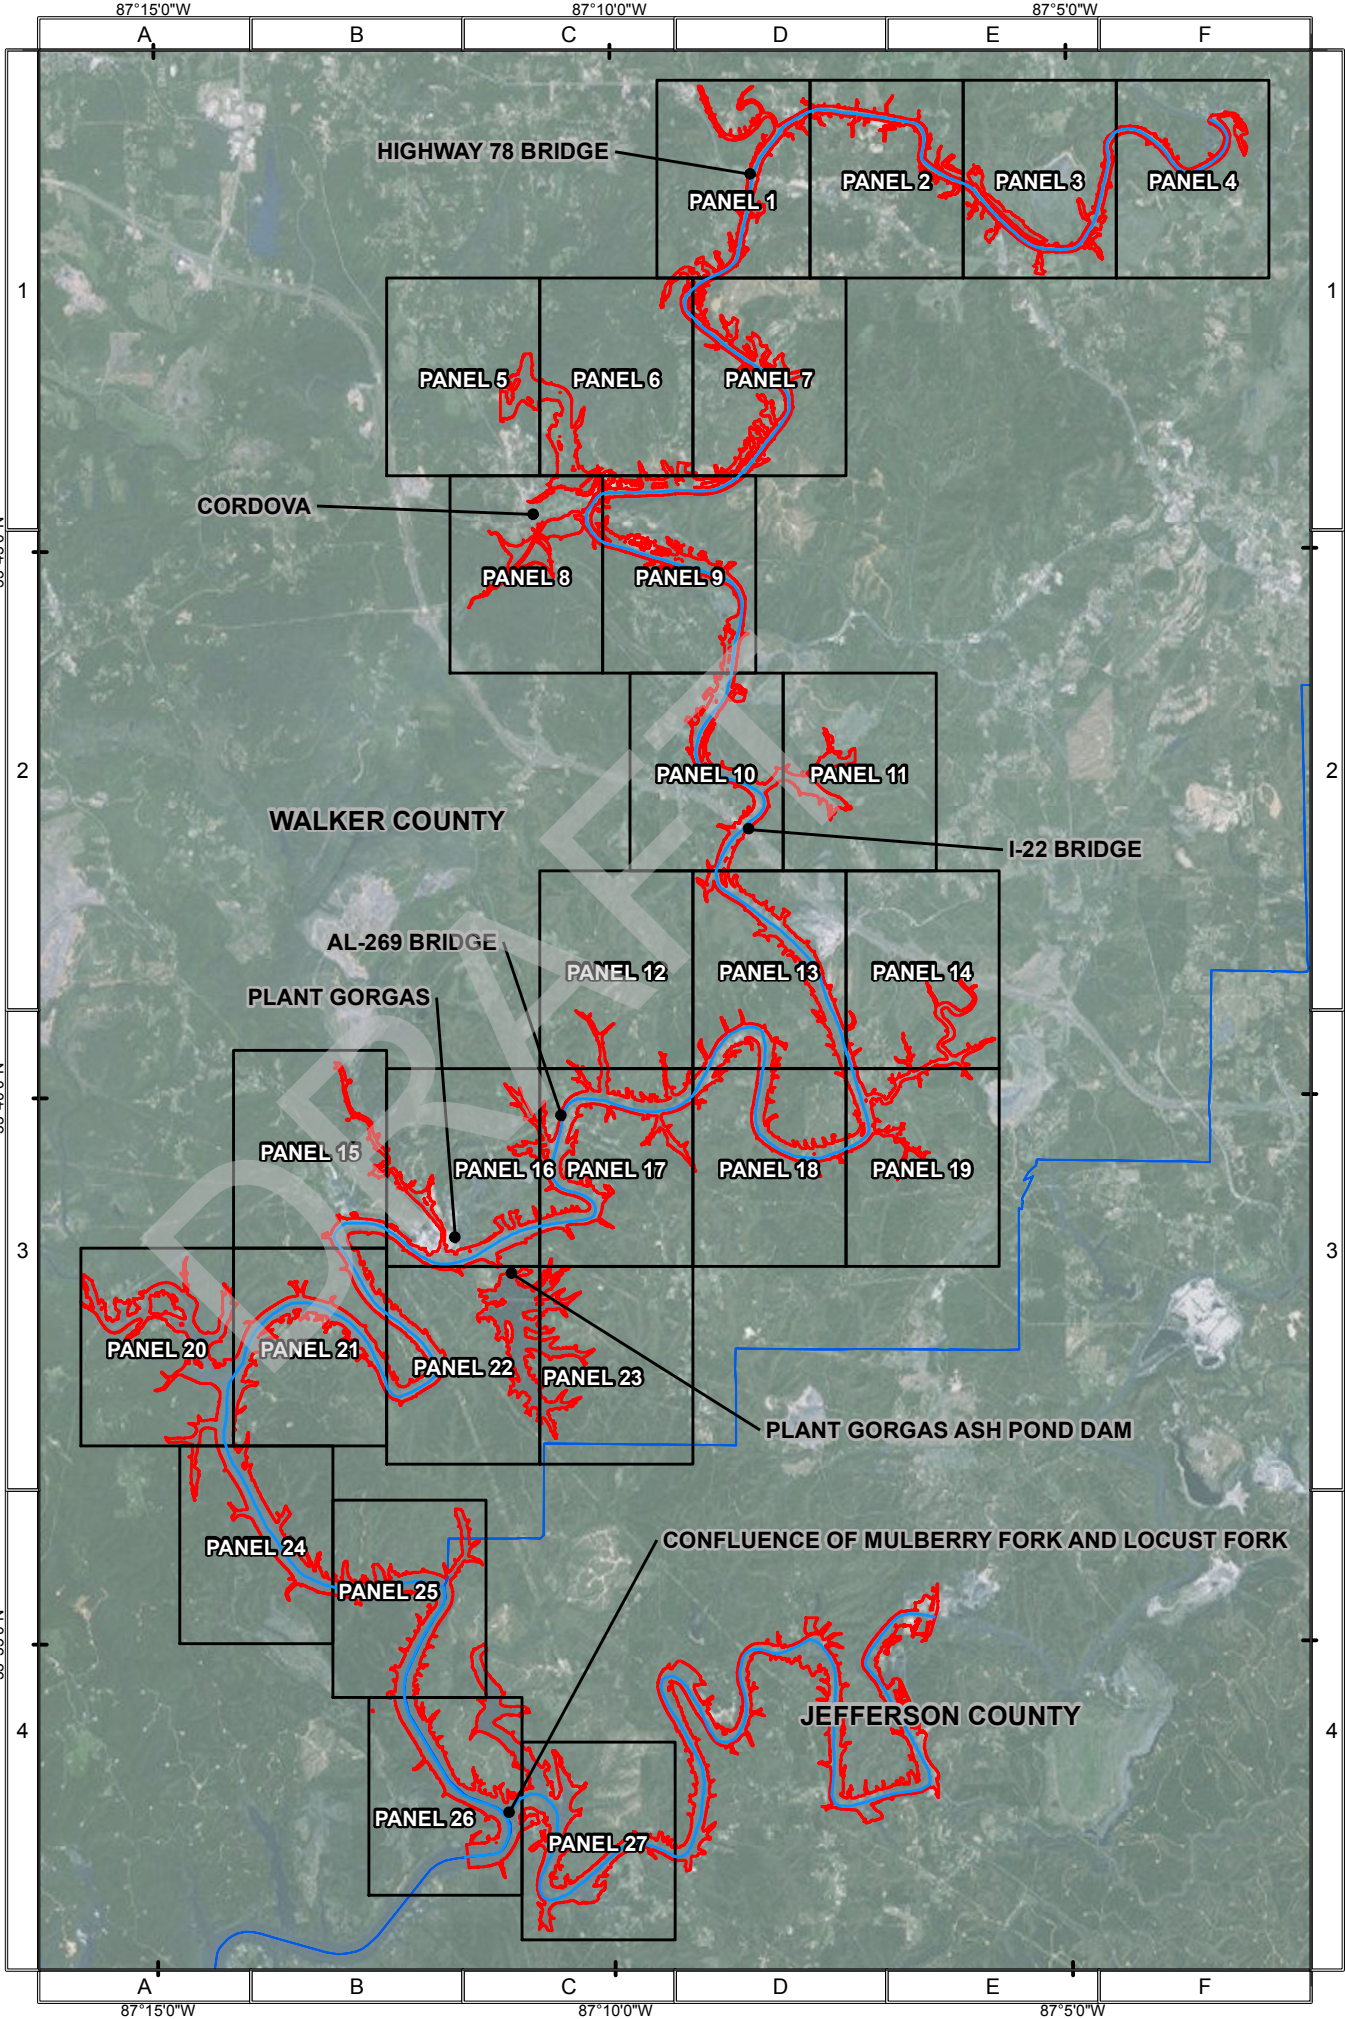 87°15'0"W 87°10'0"W 87°5'0"W
A B C D E F
HIGHWAY 78 BRIDGE
PANEL 1
PANEL 2
PANEL 3
PANEL 4
1 1
PANEL 5
PANEL 6
PANEL 7
CORDOVA
PANEL 8
PANEL 9
2 2
PANEL 10
PANEL 11
WALKER COUNTY
I-22 BRIDGE
AL-269 BRIDGE
PANEL 12
PANEL 13
PANEL 14
PLANT GORGAS
DRAFT
PANEL 15
PANEL 16
PANEL 17
PANEL 18
PANEL 19
3 3
PANEL 20
PANEL 21
PANEL 22
PANEL 23
PLANT GORGAS ASH POND DAM
CONFLUENCE OF MULBERRY FORK AND LOCUST FORK
PANEL 24
PANEL 25
JEFFERSON COUNTY
4 4
PANEL 26
PANEL 27
A B C D E F
87°15'0"W 87°10'0"W 87°5'0"W